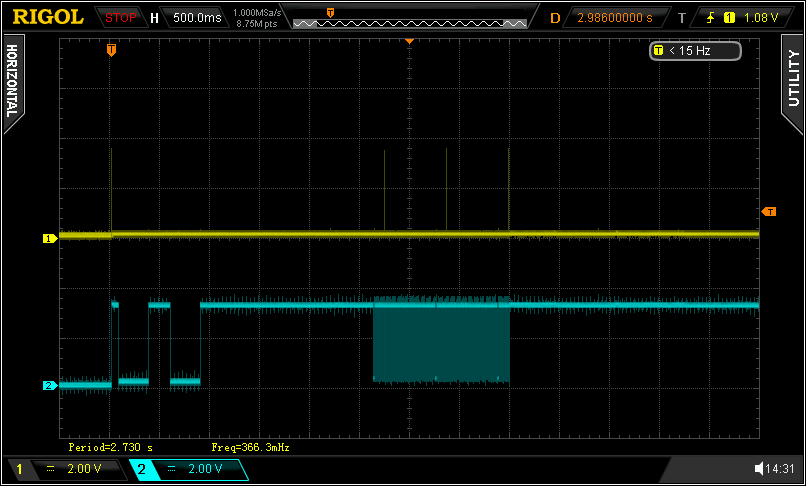 RIGOL STOP H 500.0ms 1.000MSa/s 8.75M pts T D 2.98600000 s T 1 1.08 V
HORIZONTAL
T
T < 15 Hz
UTILITY
T
1
2
Period=2.730 s Freq=366.3mHz
1 2.00 V 2 2.00 V 14:31